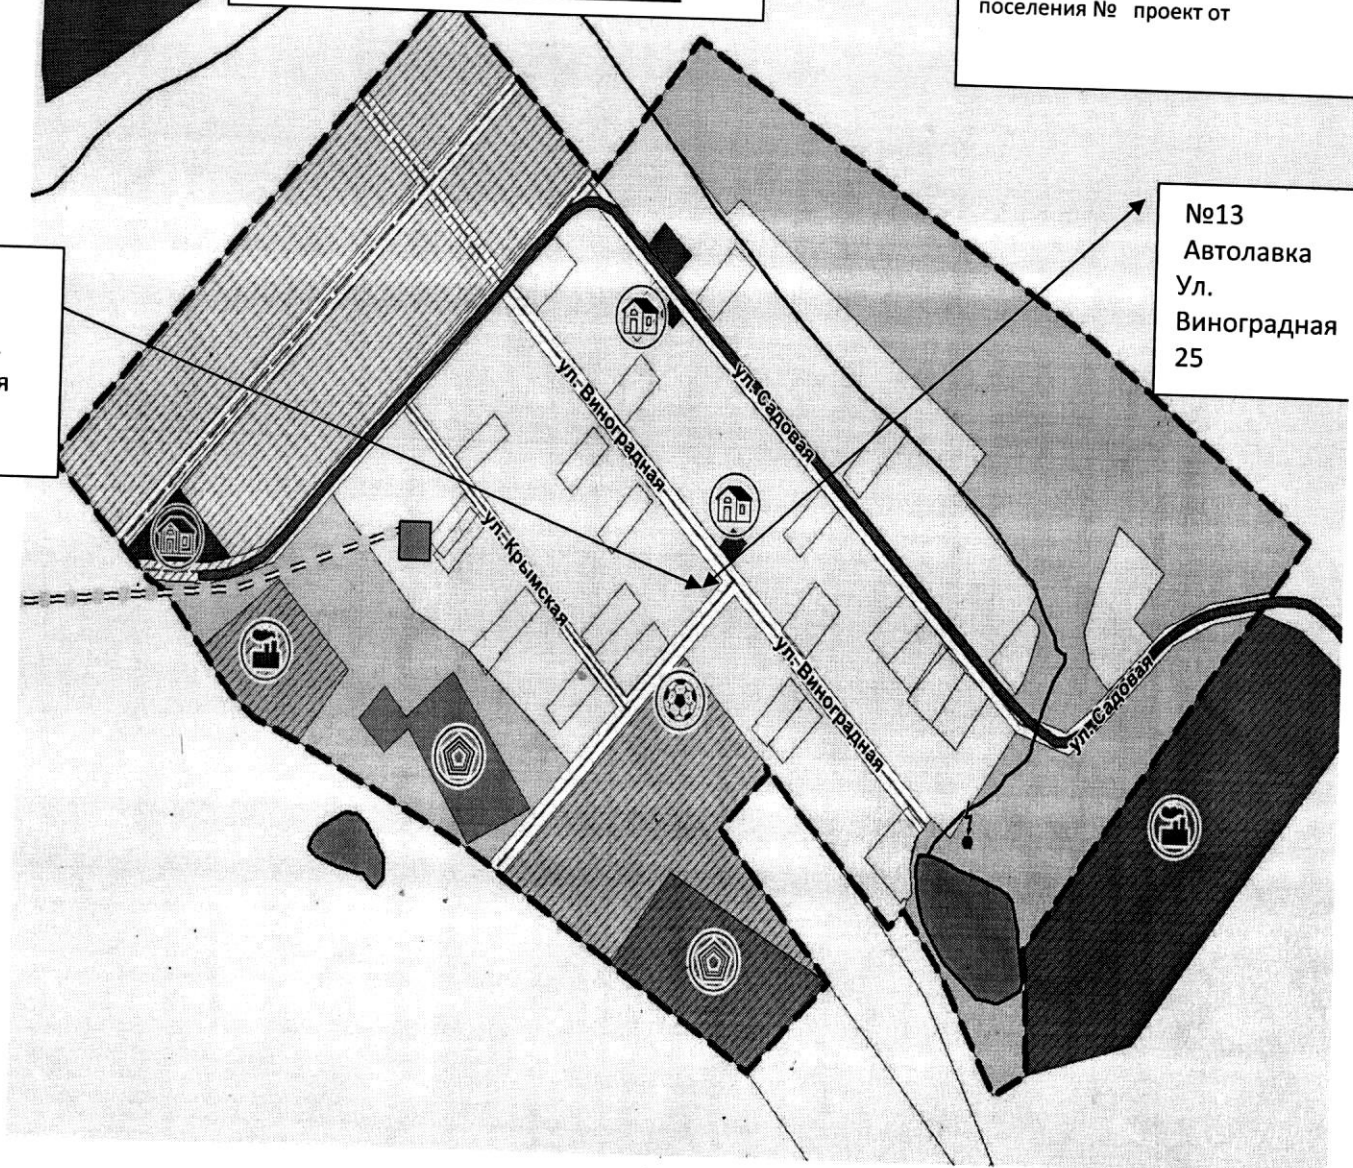 поселения № проект от
№13
Автолавка
Ул.
Виноградная
25
я
ул. Виноградная
ул. Садовая
ул. Крымская
ул. Виноградная
ул. Садовая